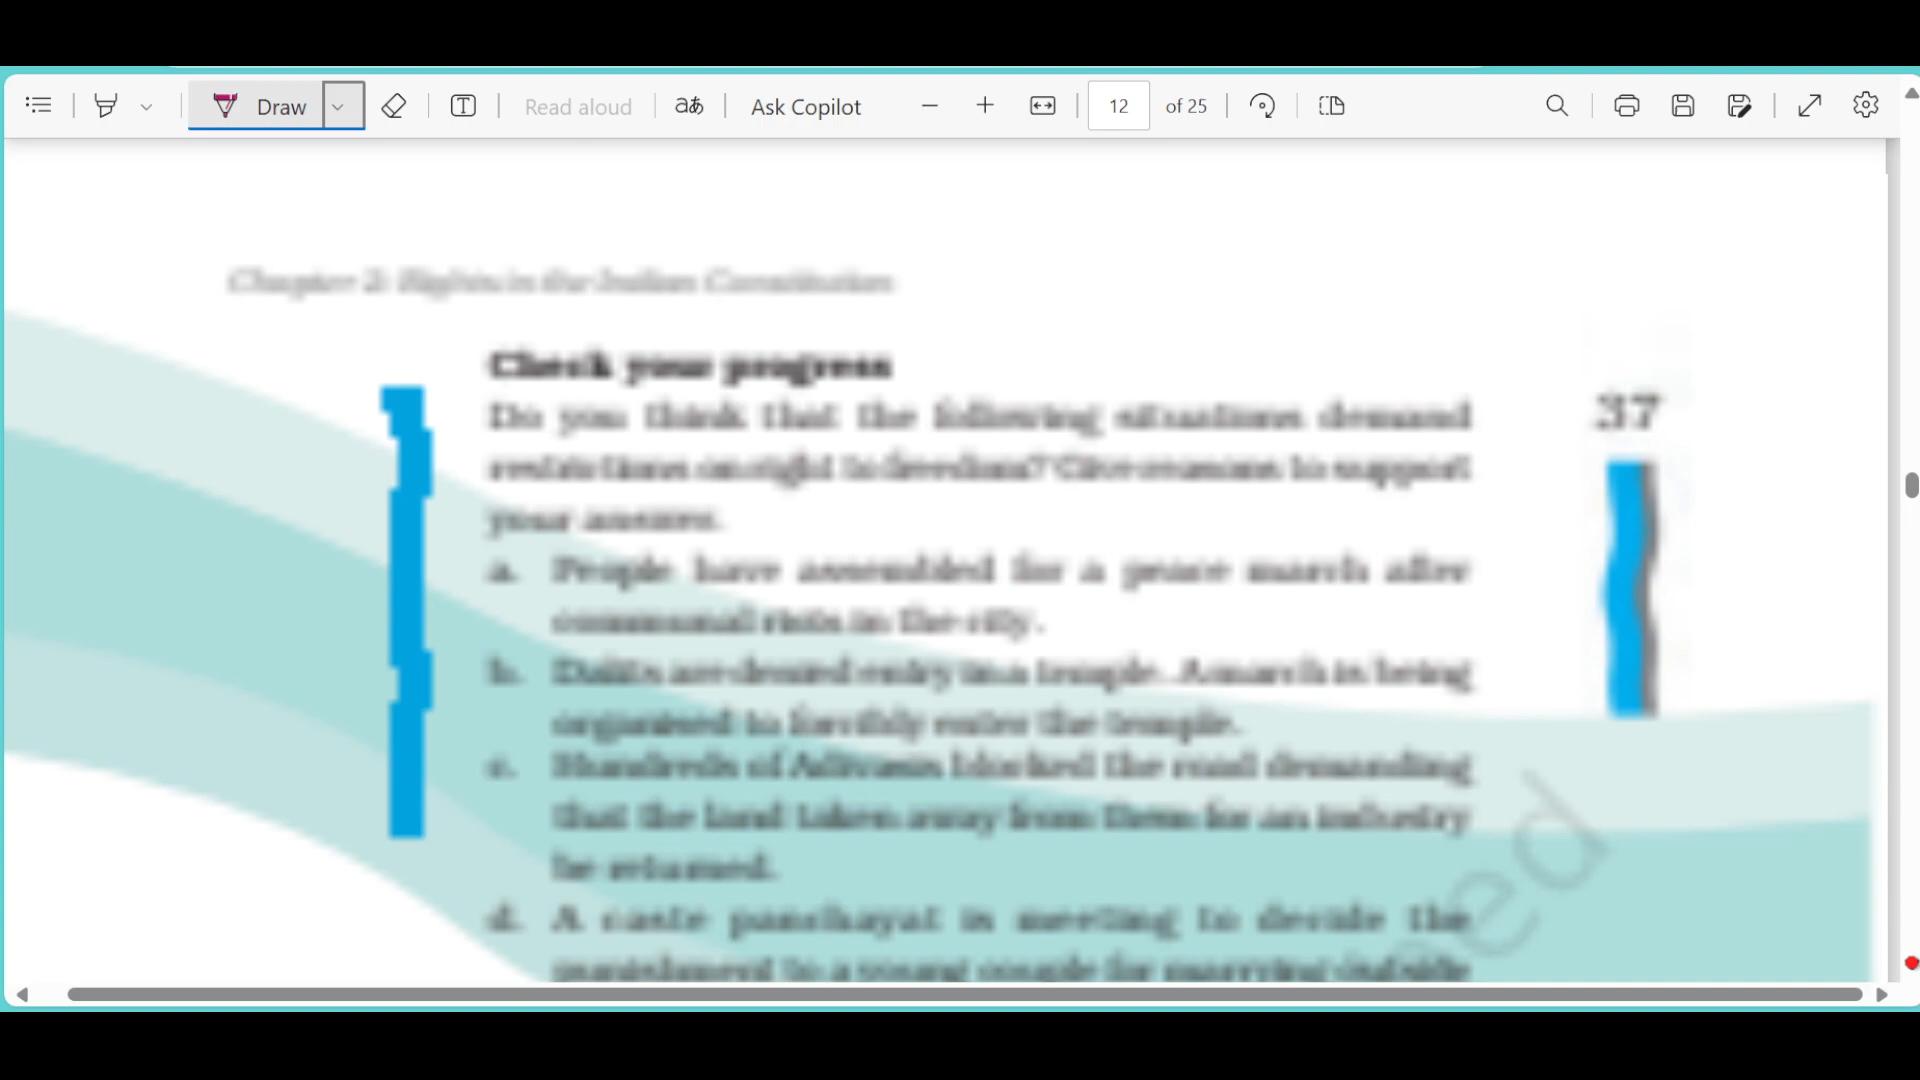 Draw
Read aloud
aあ
Ask Copilot
12 of 25
Chapter 2: Rights in the Indian Constitution
Check your progress
37
Do you think that the following situations demand
restrictions on right to freedom? Give reasons to support
your answer.
a. People have assembled for a peace march after
communal riots in the city.
b. Dalits are denied entry in a temple. A march is being
organised to forcibly enter the temple.
c. Hundreds of Adivasis blocked the road demanding
that the land taken away from them for an industry
be returned.
d. A caste panchayat is meeting to decide the
punishment to a young couple for marrying outside
ed